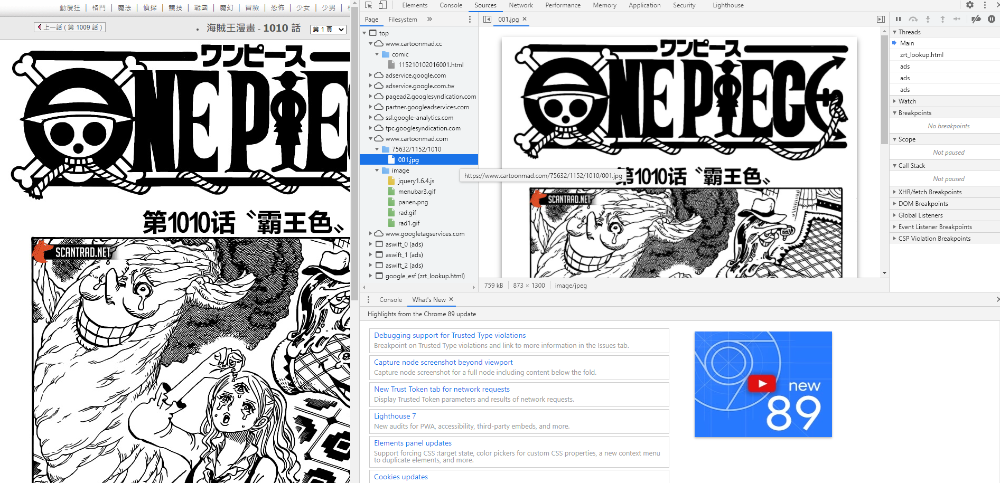 動漫狂 | 格鬥 | 魔法 | 偵探 | 競技 | 戰國 | 魔幻 | 冒險 | 恐怖 | 少女 | 少男 |
上一話 ( 第 1009 話 )
• 海賊王漫畫 - 1010 話
第 1 頁
ワンピース
ONE PIECE
第1010话〝霸王色〟
SCANTRAD.NET
Elements
Console
Sources
Network
Performance
Memory
Application
Security
Lighthouse
Page
Filesystem
»
001.jpg
top
www.cartoonmad.cc
comic
115210102016001.html
adservice.google.com
adservice.google.com.tw
pagead2.googlesyndication.com
partner.googleadservices.com
ssl.google-analytics.com
tpc.googlesyndication.com
www.cartoonmad.com
75632/1152/1010
001.jpg
image
jquery1.6.4.js
menubar3.gif
panen.png
rad.gif
rad1.gif
www.googletagservices.com
aswift_0 (ads)
aswift_1 (ads)
aswift_2 (ads)
google_esf (zrt_lookup.html)
ワンピース
ONE PIECE
https://www.cartoonmad.com/75632/1152/1010/001.jpg
第1010话〝霸王色〟
SCANTRAD.NET
759 kB
873 × 1300
image/jpeg
Threads
Main
zrt_lookup.html
ads
ads
ads
Watch
Breakpoints
No breakpoints
Scope
Not paused
Call Stack
Not paused
XHR/fetch Breakpoints
DOM Breakpoints
Global Listeners
Event Listener Breakpoints
CSP Violation Breakpoints
Console
What's New
Highlights from the Chrome 89 update
Debugging support for Trusted Type violations
Breakpoint on Trusted Type violations and link to more information in the Issues tab.
Capture node screenshot beyond viewport
Capture node screenshot for a full node including content below the fold.
New Trust Token tab for network requests
Display Trusted Token parameters and results of network requests.
Lighthouse 7
New audits for PWA, accessibility, third-party embeds, and more.
Elements panel updates
Support forcing CSS :target state, color pickers for custom CSS properties, a new context menu
to duplicate elements, and more.
Cookies updates
new
89